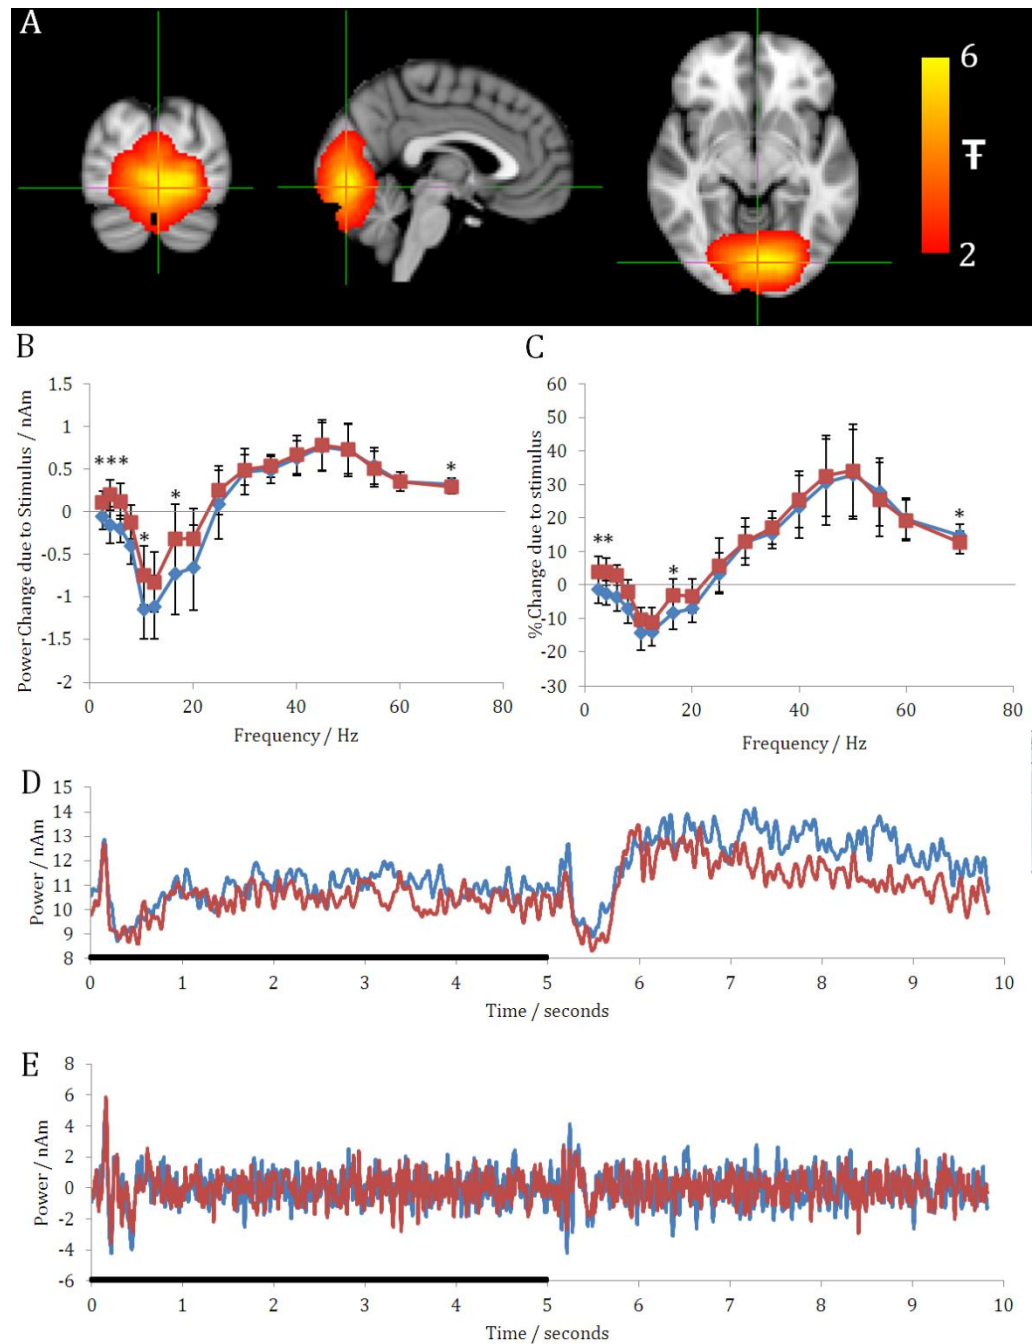 A
6
Ŧ
2
B
Power Change due to Stimulus / nAm
1.5
1
0.5
0
-0.5
-1
-1.5
-2
***
*
*
*
0 20 40 60 80
Frequency / Hz
C
% Change due to stimulus
60
50
40
30
20
10
0
-10
-20
-30
**
*
*
0 20 40 60 80
Frequency / Hz
D
Power / nAm
15
14
13
12
11
10
9
8
0 1 2 3 4 5 6 7 8 9 10
Time / seconds
E
Power / nAm
8
6
4
2
0
-2
-4
-6
0 1 2 3 4 5 6 7 8 9 10
Time / seconds